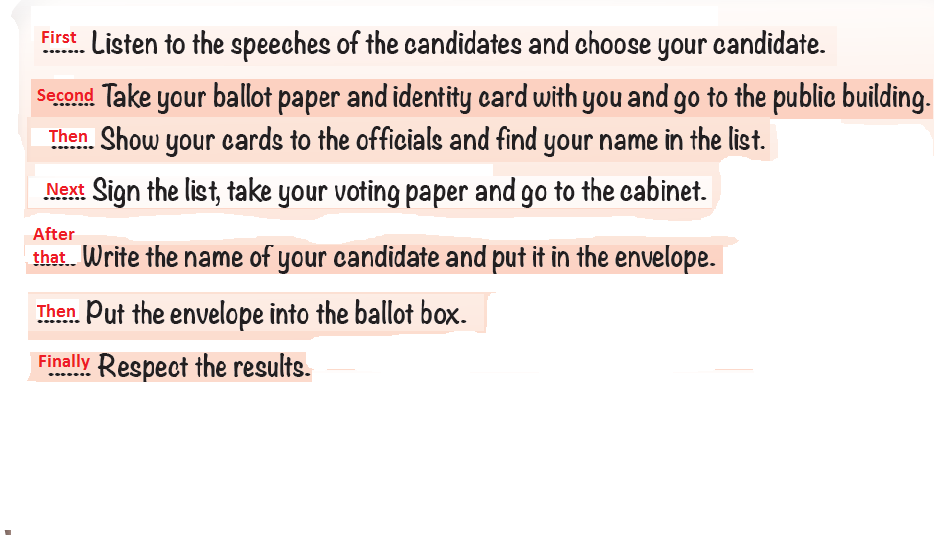 First ....... Listen to the speeches of the candidates and choose your candidate.
Second ....... Take your ballot paper and identity card with you and go to the public building.
Then ....... Show your cards to the officials and find your name in the list.
Next ....... Sign the list, take your voting paper and go to the cabinet.
After
that....... Write the name of your candidate and put it in the envelope.
Then ....... Put the envelope into the ballot box.
Finally ....... Respect the results.